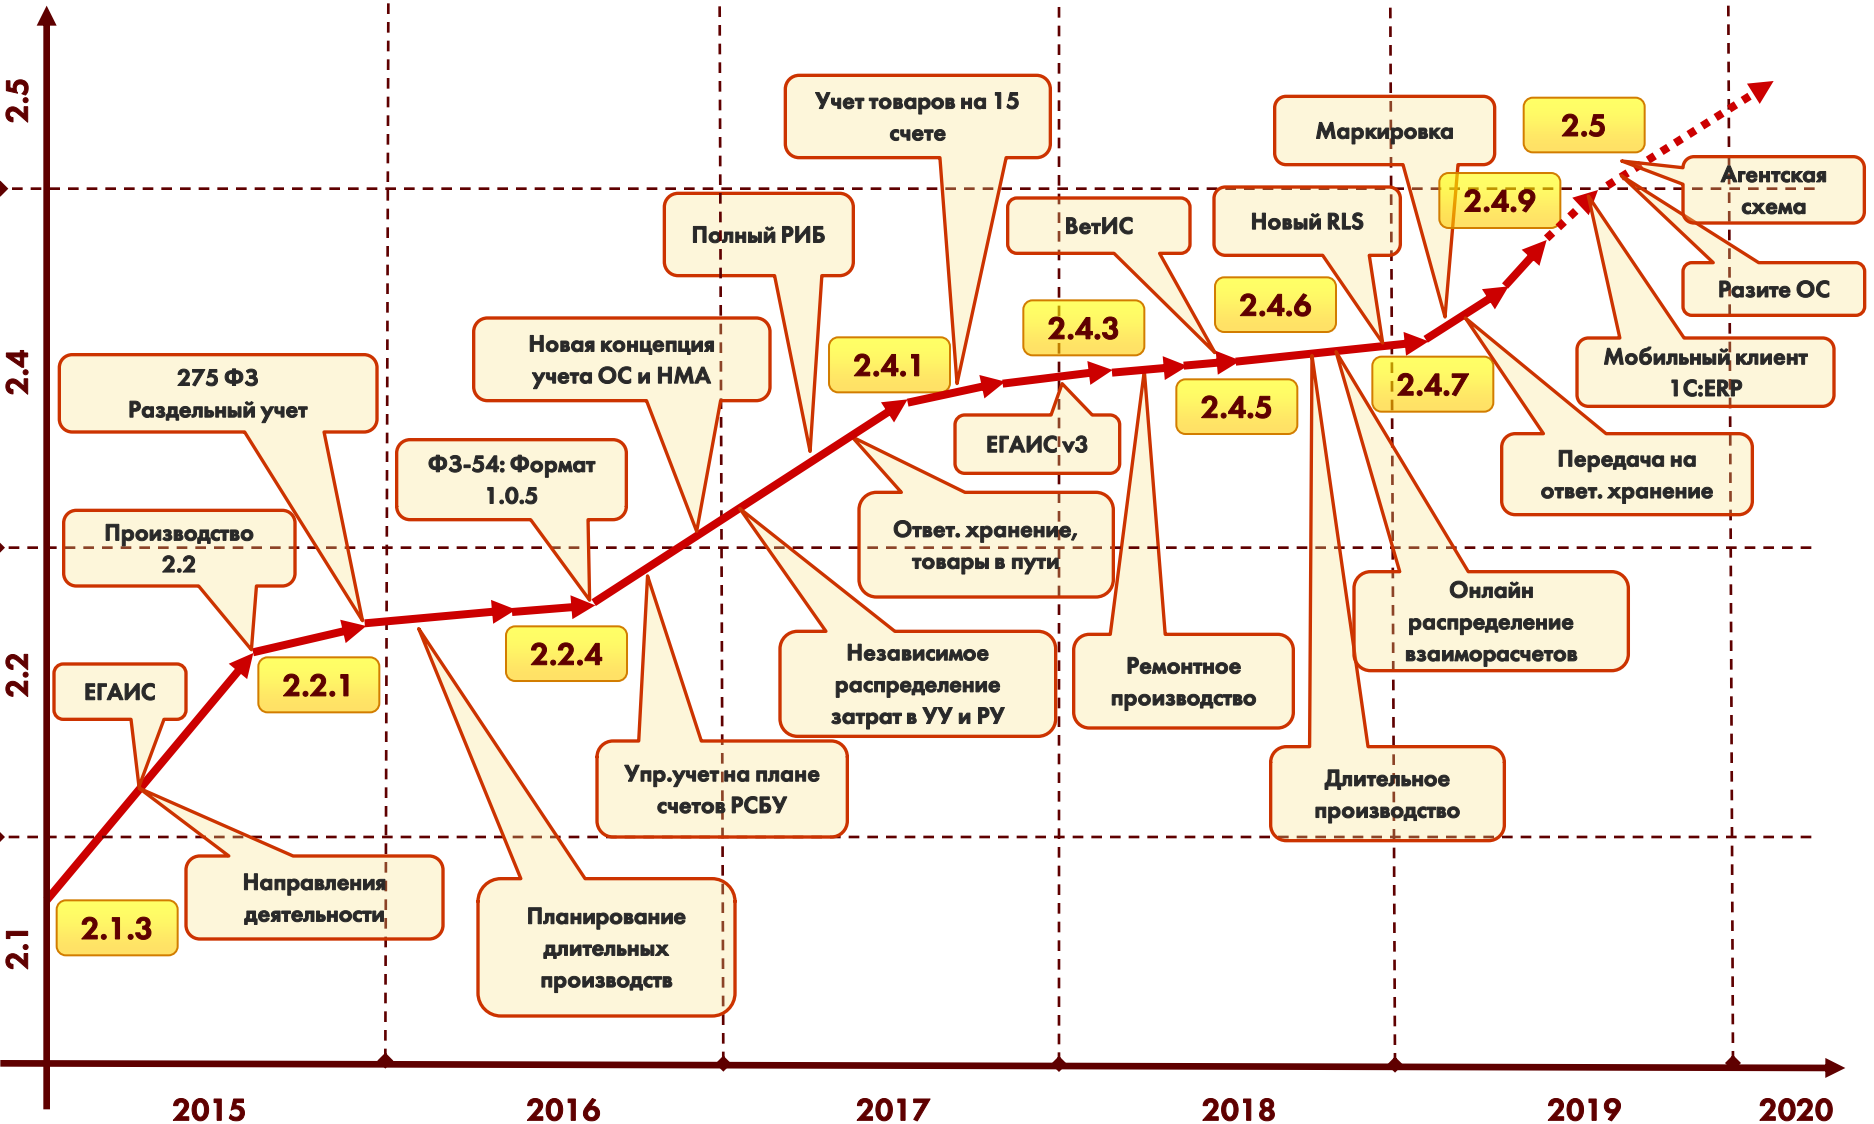 2.5
2.4
2.2
2.1
Учет товаров на 15
счете
Маркировка
2.5
Агентская
схема
2.4.9
Полный РИБ
ВетИС
Новый RLS
Разите ОС
2.4.6
2.4.3
Новая концепция
учета ОС и НМА
2.4.1
Мобильный клиент
1С:ERP
275 ФЗ
Раздельный учет
2.4.7
2.4.5
ЕГАИС v3
ФЗ-54: Формат
1.0.5
Передача на
ответ. хранение
Производство
2.2
Ответ. хранение,
товары в пути
Онлайн
распределение
взаиморасчетов
2.2.4
Независимое
распределение
затрат в УУ и РУ
Ремонтное
производство
ЕГАИС
2.2.1
Упр.учет на плане
счетов РСБУ
Длительное
производство
Направления
деятельности
2.1.3
Планирование
длительных
производств
2015
2016
2017
2018
2019
2020